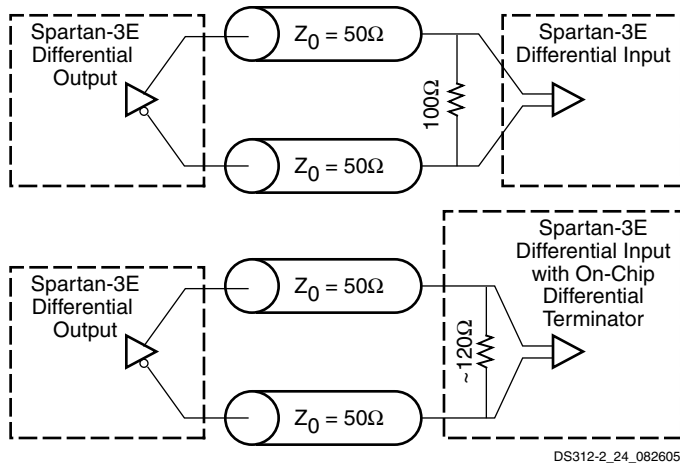 Spartan-3E
Differential
Output
Z0 = 50Ω
Z0 = 50Ω
100Ω
Spartan-3E
Differential Input
Spartan-3E
Differential
Output
Z0 = 50Ω
Z0 = 50Ω
~120Ω
Spartan-3E
Differential Input
with On-Chip
Differential
Terminator
DS312-2_24_082605